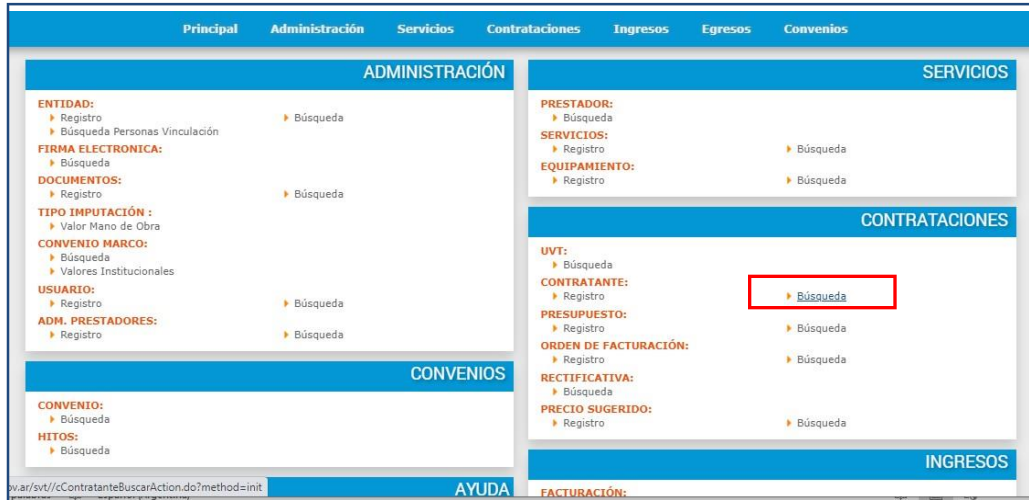 Principal Administración Servicios Contrataciones Ingresos Egresos Convenios
ADMINISTRACIÓN
ENTIDAD:
Registro Búsqueda
Búsqueda Personas Vinculación
FIRMA ELECTRONICA:
Búsqueda
DOCUMENTOS:
Registro Búsqueda
TIPO IMPUTACIÓN :
Valor Mano de Obra
CONVENIO MARCO:
Búsqueda
Valores Institucionales
USUARIO:
Registro Búsqueda
ADM. PRESTADORES:
Registro Búsqueda
CONVENIOS
CONVENIO:
Búsqueda
HITOS:
Búsqueda
AYUDA
SERVICIOS
PRESTADOR:
Búsqueda
SERVICIOS:
Registro Búsqueda
EQUIPAMIENTO:
Registro Búsqueda
CONTRATACIONES
UVT:
Búsqueda
CONTRATANTE:
Registro Búsqueda
PRESUPUESTO:
Registro Búsqueda
ORDEN DE FACTURACIÓN:
Registro Búsqueda
RECTIFICATIVA:
Búsqueda
PRECIO SUGERIDO:
Registro Búsqueda
INGRESOS
FACTURACIÓN:
ov.ar/svt//cContratanteBuscarAction.do?method=init